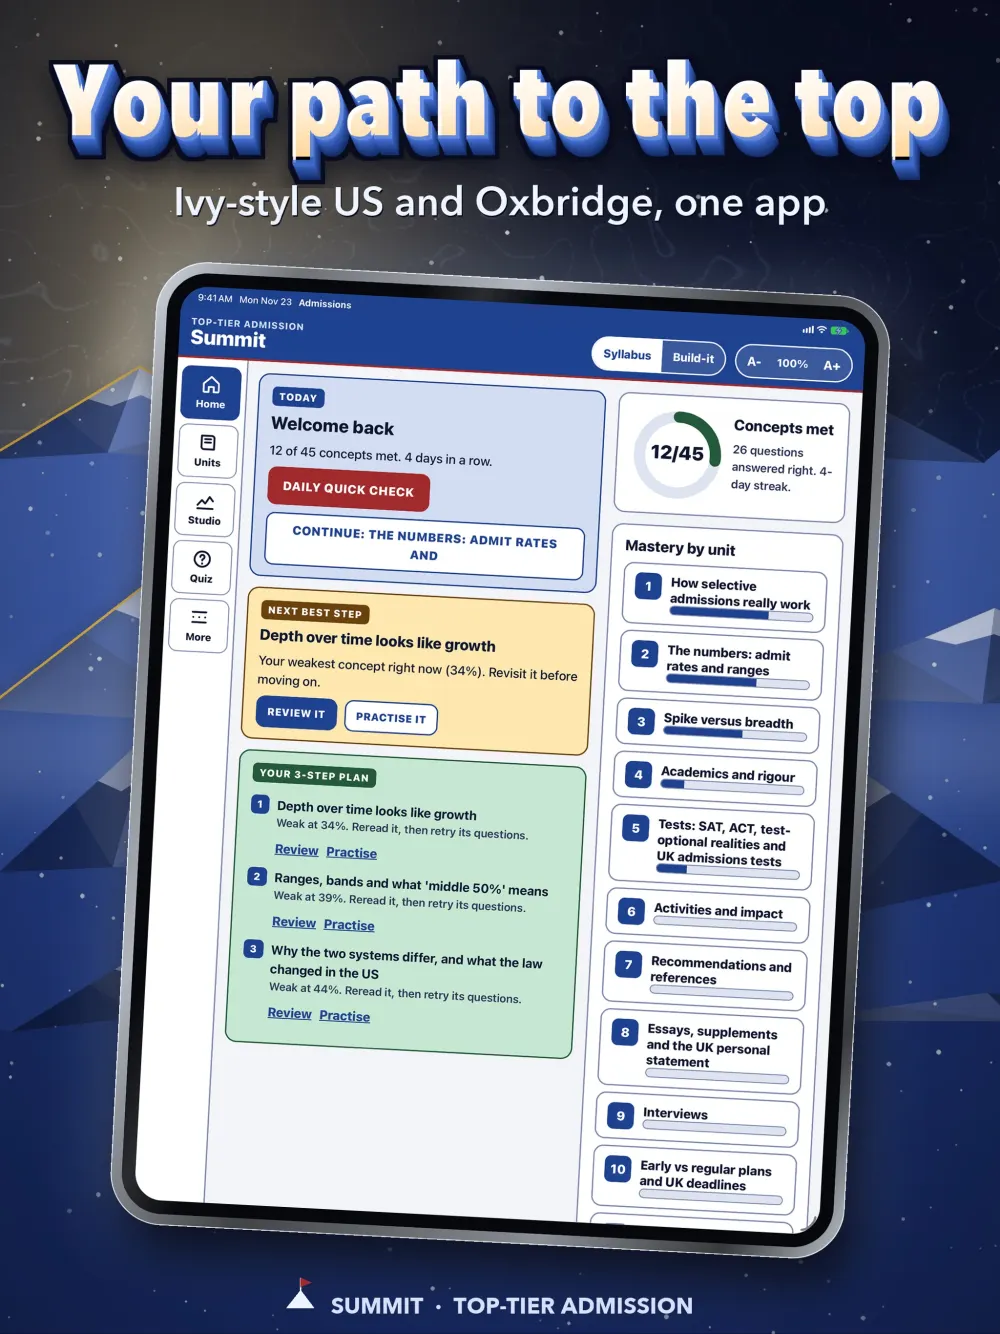 Your path to the top
Ivy-style US and Oxbridge, one app
9:41 AM Mon Nov 23 Admissions
TOP-TIER ADMISSION
Summit
Syllabus
Build-it
A-
100%
A+
Home
Units
Studio
Quiz
More
TODAY
Welcome back
12 of 45 concepts met. 4 days in a row.
DAILY QUICK CHECK
CONTINUE: THE NUMBERS: ADMIT RATES
AND
NEXT BEST STEP
Depth over time looks like growth
Your weakest concept right now (34%). Revisit it before
moving on.
REVIEW IT
PRACTISE IT
YOUR 3-STEP PLAN
1 Depth over time looks like growth
Weak at 34%. Reread it, then retry its questions.
Review Practise
2 Ranges, bands and what 'middle 50%' means
Weak at 39%. Reread it, then retry its questions.
Review Practise
3 Why the two systems differ, and what the law
changed in the US
Weak at 44%. Reread it, then retry its questions.
Review Practise
12/45
Concepts met
26 questions
answered right. 4-
day streak.
Mastery by unit
1 How selective
admissions really work
2 The numbers: admit
rates and ranges
3 Spike versus breadth
4 Academics and rigour
5 Tests: SAT, ACT, test-
optional realities and
UK admissions tests
6 Activities and impact
7 Recommendations and
references
8 Essays, supplements
and the UK personal
statement
9 Interviews
10 Early vs regular plans
and UK deadlines
SUMMIT · TOP-TIER ADMISSION